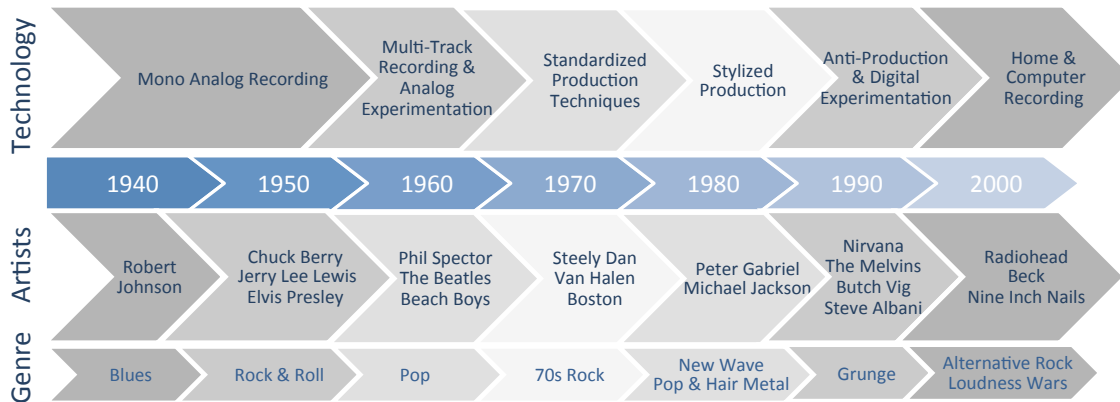 Technology
Mono Analog Recording
Multi-Track
Recording &
Analog
Experimentation
Standardized
Production
Techniques
Stylized
Production
Anti-Production
& Digital
Experimentation
Home &
Computer
Recording
1940
1950
1960
1970
1980
1990
2000
Artists
Robert
Johnson
Chuck Berry
Jerry Lee Lewis
Elvis Presley
Phil Spector
The Beatles
Beach Boys
Steely Dan
Van Halen
Boston
Peter Gabriel
Michael Jackson
Nirvana
The Melvins
Butch Vig
Steve Albani
Radiohead
Beck
Nine Inch Nails
Genre
Blues
Rock & Roll
Pop
70s Rock
New Wave
Pop & Hair Metal
Grunge
Alternative Rock
Loudness Wars